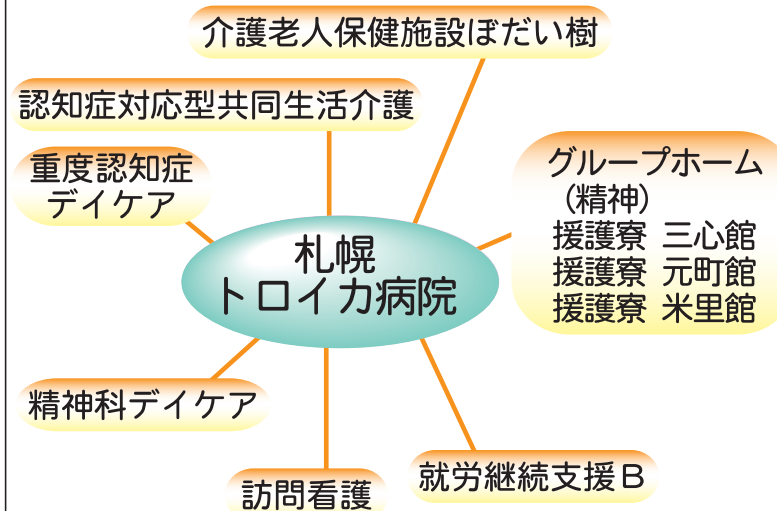 介護老人保健施設ぼだい樹
認知症対応型共同生活介護
重度認知症
デイケア
グループホーム
（精神）
援護寮 三心館
援護寮 元町館
援護寮 米里館
札幌
トロイカ病院
精神科デイケア
訪問看護
就労継続支援B